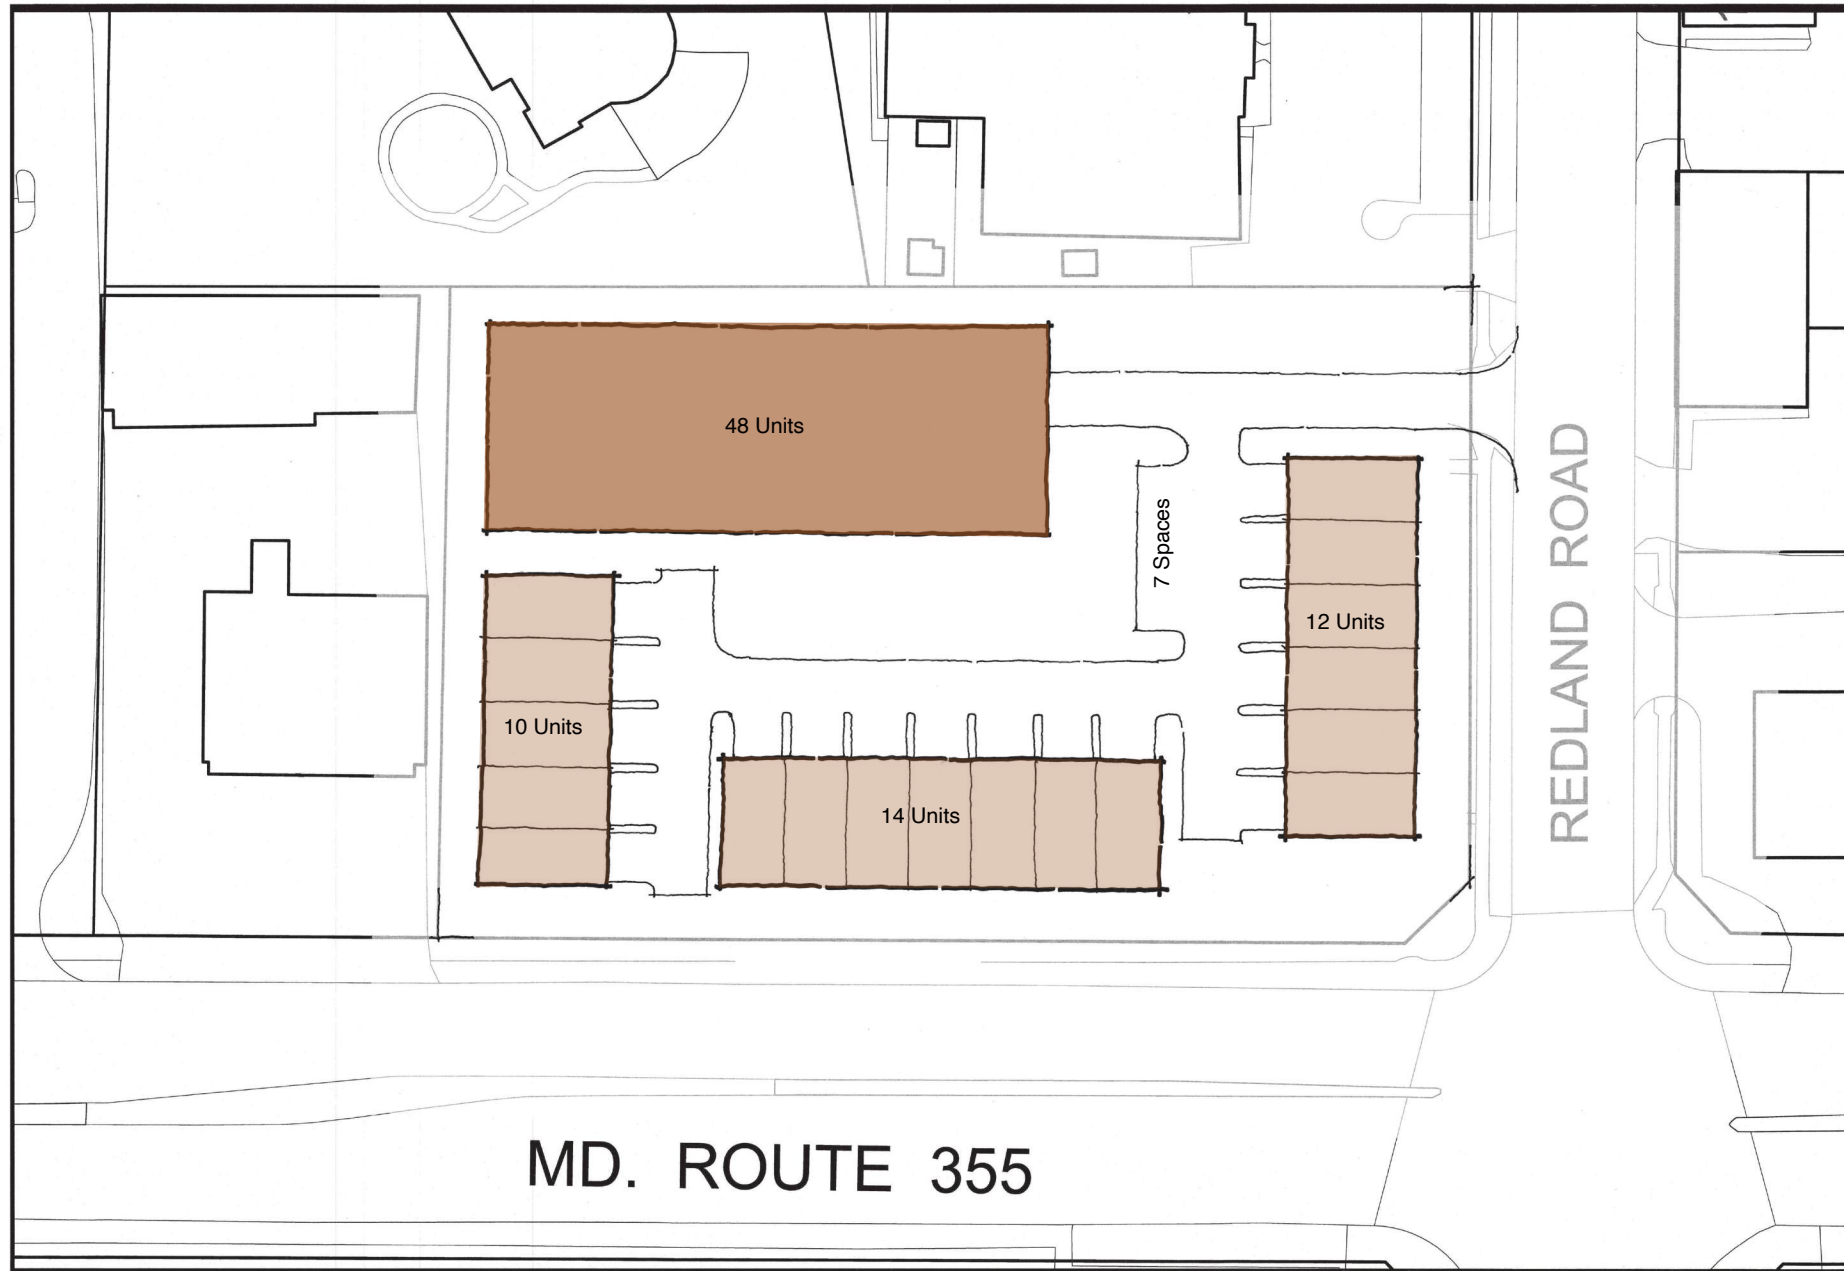 48 Units
7 Spaces
12 Units
10 Units
14 Units
REDLAND ROAD
MD. ROUTE 355